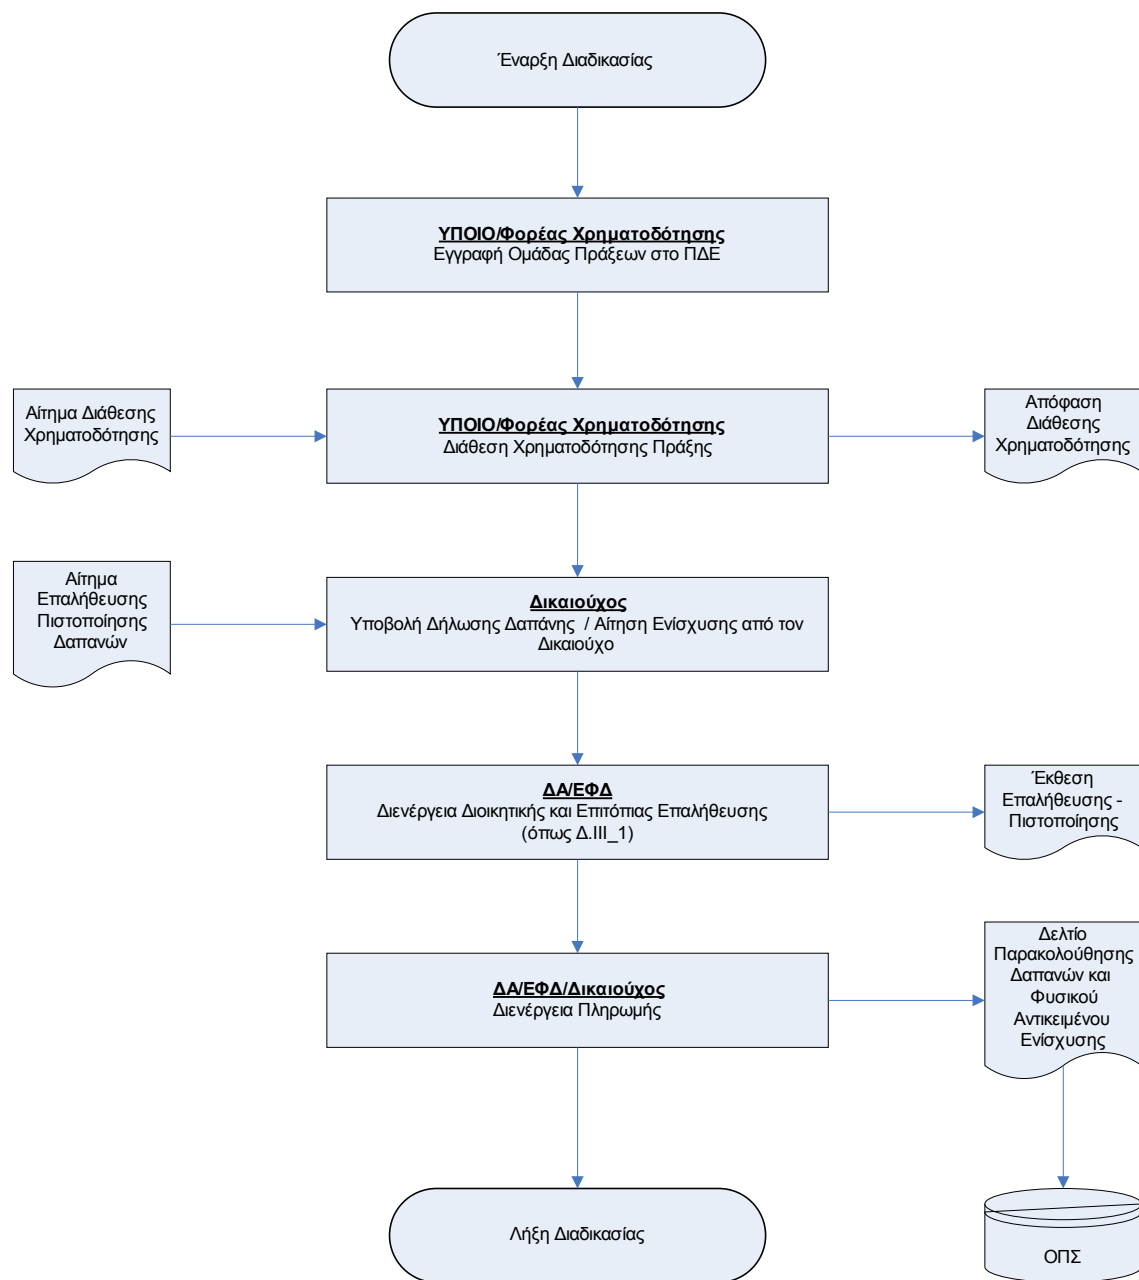 Έναρξη Διαδικασίας
ΥΠΟΙΟ/Φορέας Χρηματοδότησης
Εγγραφή Ομάδας Πράξεων στο ΠΔΕ
Αίτημα Διάθεσης
Χρηματοδότησης
ΥΠΟΙΟ/Φορέας Χρηματοδότησης
Διάθεση Χρηματοδότησης Πράξης
Απόφαση
Διάθεσης
Χρηματοδότησης
Αίτημα
Επαλήθευσης
Πιστοποίησης
Δαπανών
Δικαιούχος
Υποβολή Δήλωσης Δαπάνης / Αίτηση Ενίσχυσης από τον
Δικαιούχο
ΔΑ/ΕΦΔ
Διενέργεια Διοικητικής και Επιτόπιας Επαλήθευσης
(όπως Δ.ΙΙΙ_1)
Έκθεση
Επαλήθευσης -
Πιστοποίησης
ΔΑ/ΕΦΔ/Δικαιούχος
Διενέργεια Πληρωμής
Δελτίο
Παρακολούθησης
Δαπανών και
Φυσικού
Αντικειμένου
Ενίσχυσης
Λήξη Διαδικασίας
ΟΠΣ